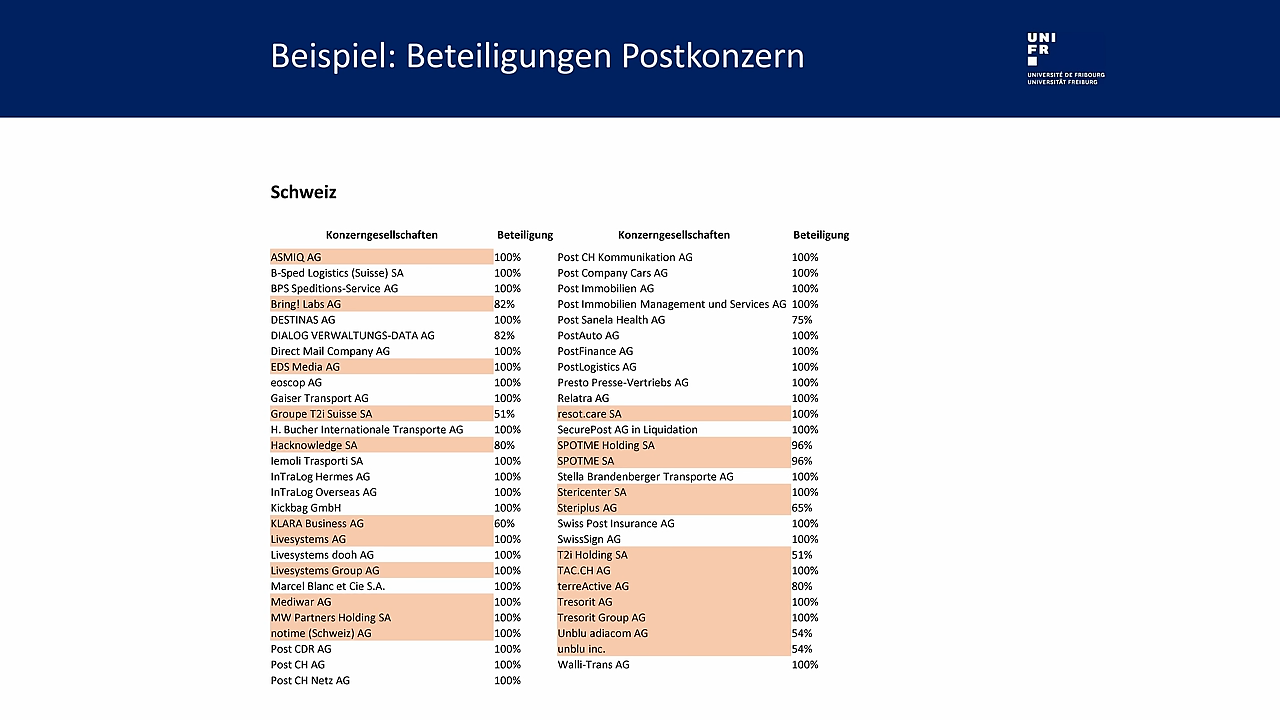 Beispiel: Beteiligungen Postkonzern
UNI
FR
UNIVERSITÉ DE FRIBOURG
UNIVERSITÄT FREIBURG
Schweiz
Konzerngesellschaften Beteiligung Konzerngesellschaften Beteiligung
ASMIQ AG 100% Post CH Kommunikation AG 100%
B-Sped Logistics (Suisse) SA 100% Post Company Cars AG 100%
BPS Speditions-Service AG 100% Post Immobilien AG 100%
Bring! Labs AG 82% Post Immobilien Management und Services AG 100%
DESTINAS AG 100% Post Sanela Health AG 75%
DIALOG VERWALTUNGS-DATA AG 82% PostAuto AG 100%
Direct Mail Company AG 100% PostFinance AG 100%
EDS Media AG 100% PostLogistics AG 100%
eoscop AG 100% Presto Presse-Vertriebs AG 100%
Gaiser Transport AG 100% Relatra AG 100%
Groupe T2i Suisse SA 51% resot.care SA 100%
H. Bucher Internationale Transporte AG 100% SecurePost AG in Liquidation 100%
Hacknowledge SA 80% SPOTME Holding SA 96%
Iemoli Trasporti SA 100% SPOTME SA 96%
InTraLog Hermes AG 100% Stella Brandenberger Transporte AG 100%
InTraLog Overseas AG 100% Stericenter SA 100%
Kickbag GmbH 100% Steriplus AG 65%
KLARA Business AG 60% Swiss Post Insurance AG 100%
Livesystems AG 100% SwissSign AG 100%
Livesystems dooh AG 100% T2i Holding SA 51%
Livesystems Group AG 100% TAC.CH AG 100%
Marcel Blanc et Cie S.A. 100% terreActive AG 80%
Mediwar AG 100% Tresorit AG 100%
MW Partners Holding SA 100% Tresorit Group AG 100%
notime (Schweiz) AG 100% Unblu adiacom AG 54%
Post CDR AG 100% unblu inc. 54%
Post CH AG 100% Walli-Trans AG 100%
Post CH Netz AG 100%